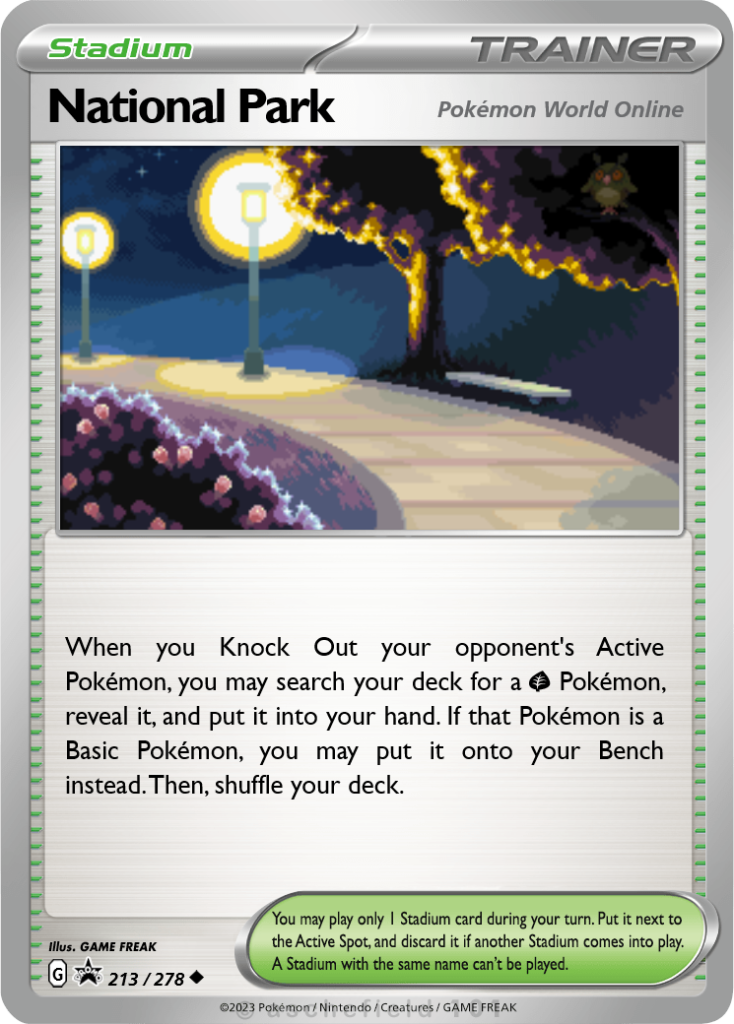 Stadium
TRAINER
National Park
Pokémon World Online
When you Knock Out your opponent's Active
Pokémon, you may search your deck for a Pokémon,
reveal it, and put it into your hand. If that Pokémon is a
Basic Pokémon, you may put it onto your Bench
instead. Then, shuffle your deck.
You may play only 1 Stadium card during your turn. Put it next to
the Active Spot, and discard it if another Stadium comes into play.
A Stadium with the same name can't be played.
Illus. GAME FREAK
G 213 / 278
©2023 Pokémon / Nintendo / Creatures / GAME FREAK